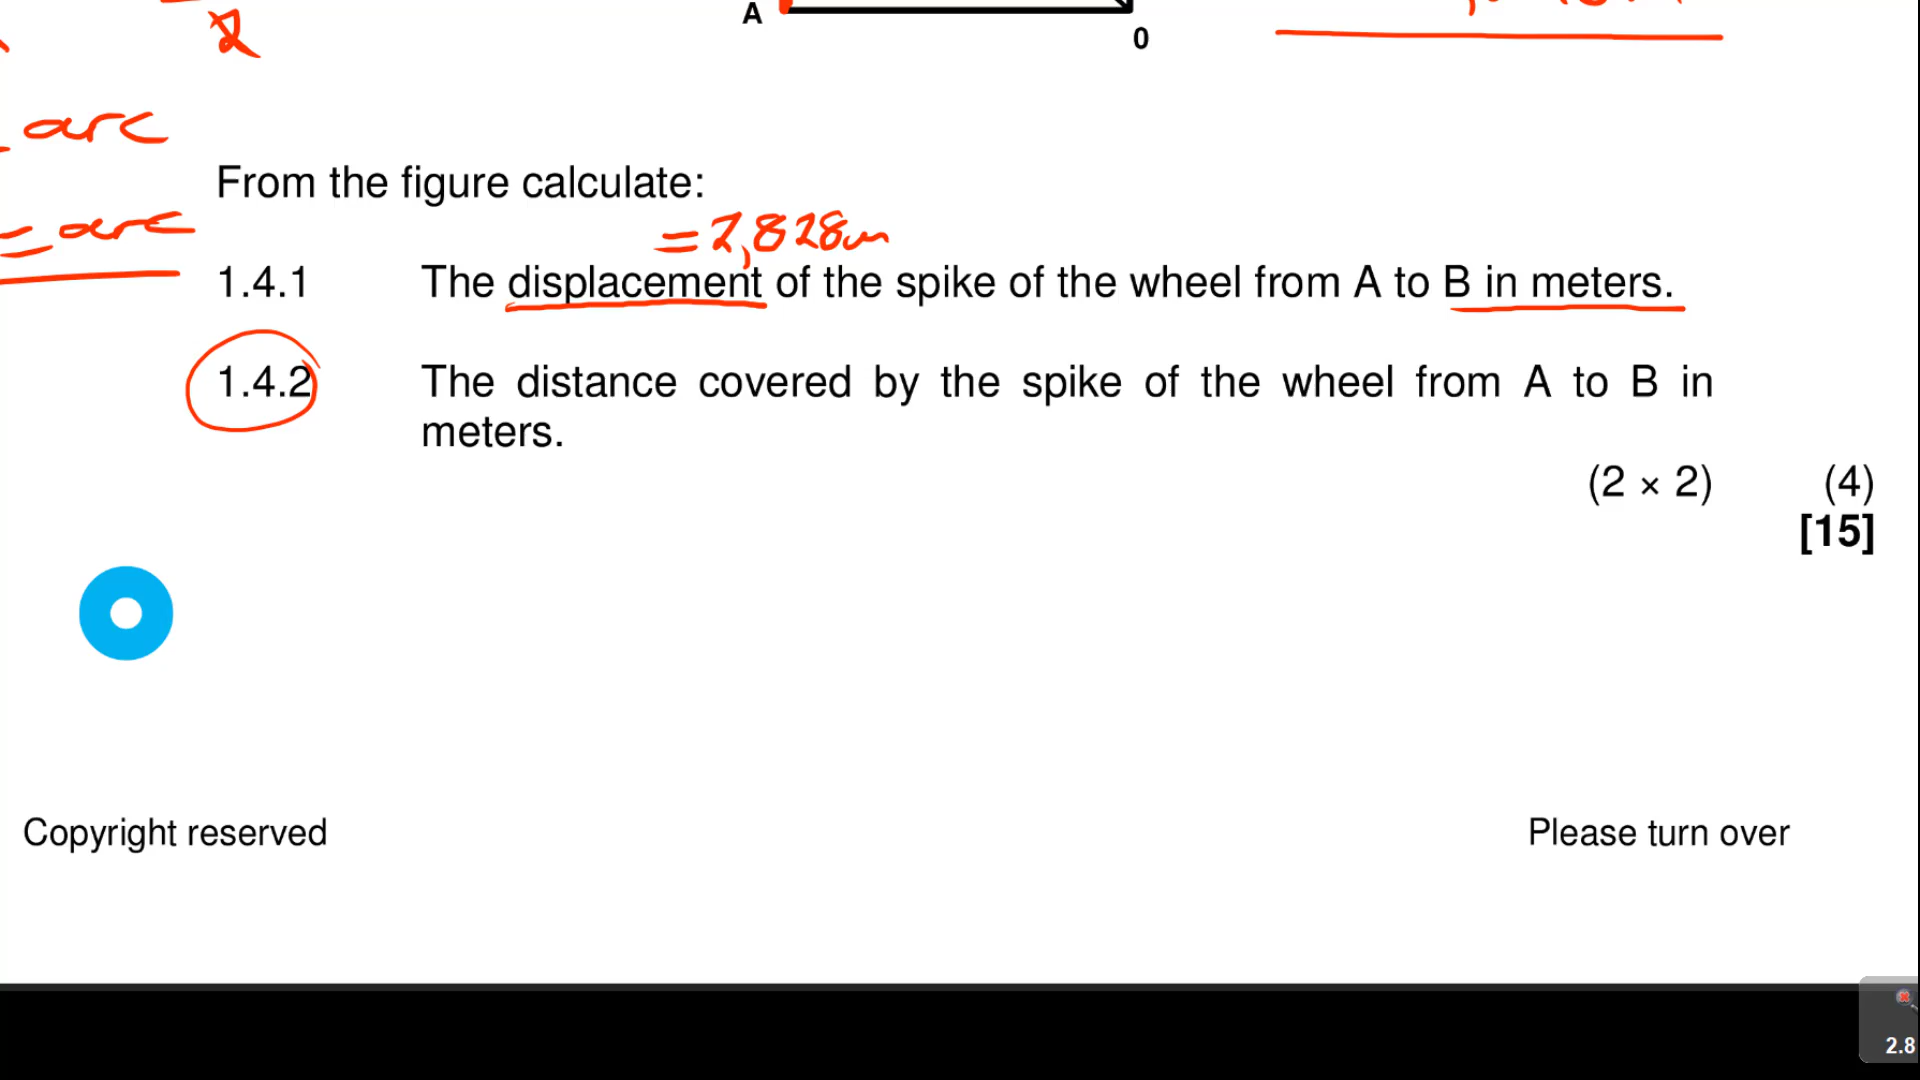 A
0
2
arc
From the figure calculate:
= arc
= 2,828m
1.4.1 The displacement of the spike of the wheel from A to B in meters.
1.4.2 The distance covered by the spike of the wheel from A to B in
meters.
(2 × 2) (4)
[15]
Copyright reserved Please turn over
2.8